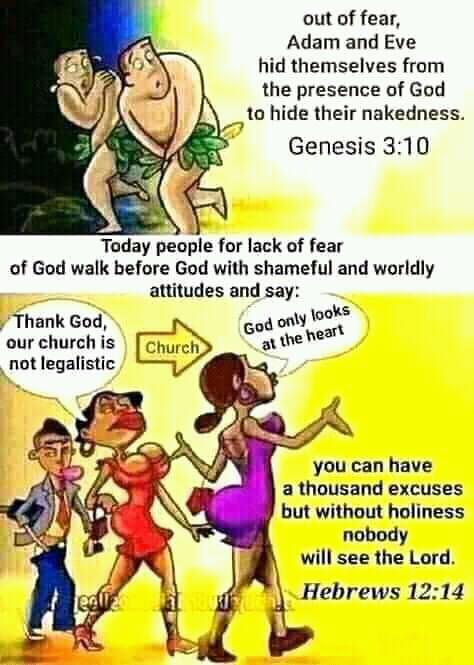 out of fear,
Adam and Eve
hid themselves from
the presence of God
to hide their nakedness.
Genesis 3:10
Today people for lack of fear
of God walk before God with shameful and worldly
attitudes and say:
Thank God,
our church is
not legalistic
Church
God only looks
at the heart
you can have
a thousand excuses
but without holiness
nobody
will see the Lord.
Hebrews 12:14